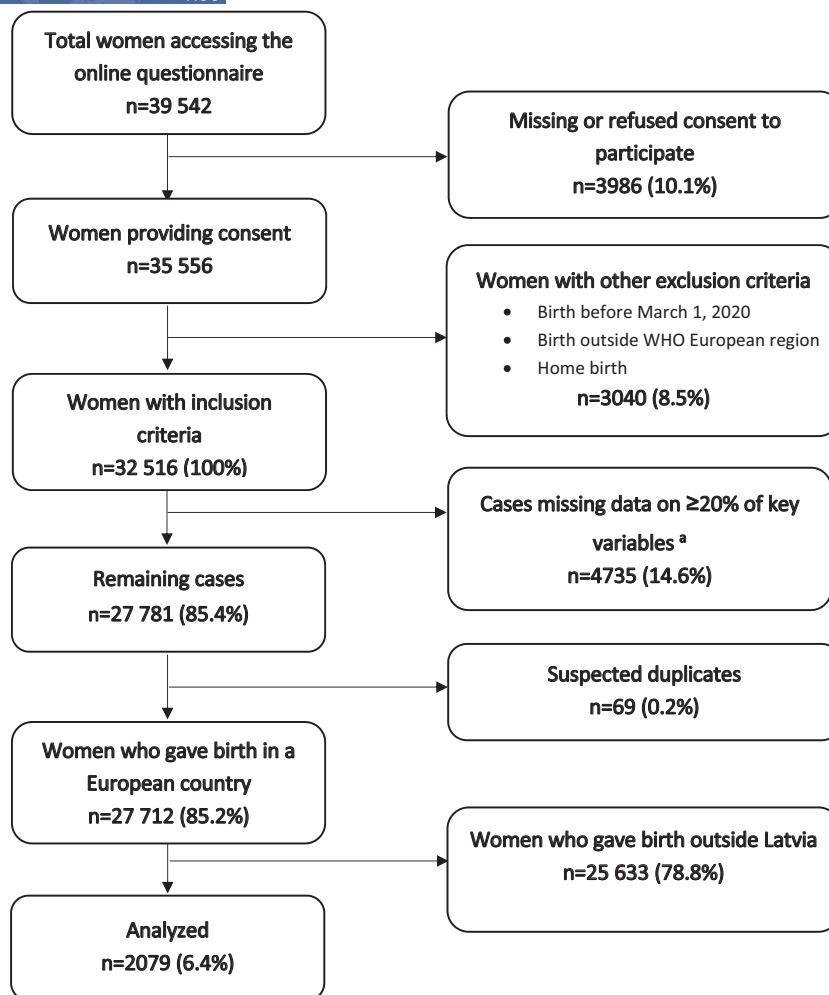 Total women accessing the
online questionnaire
n=39 542
Missing or refused consent to
participate
n=3986 (10.1%)
Women providing consent
n=35 556
Women with other exclusion criteria
• Birth before March 1, 2020
• Birth outside WHO European region
• Home birth
n=3040 (8.5%)
Women with inclusion
criteria
n=32 516 (100%)
Cases missing data on ≥20% of key
variables ᵃ
n=4735 (14.6%)
Remaining cases
n=27 781 (85.4%)
Suspected duplicates
n=69 (0.2%)
Women who gave birth in a
European country
n=27 712 (85.2%)
Women who gave birth outside Latvia
n=25 633 (78.8%)
Analyzed
n=2079 (6.4%)